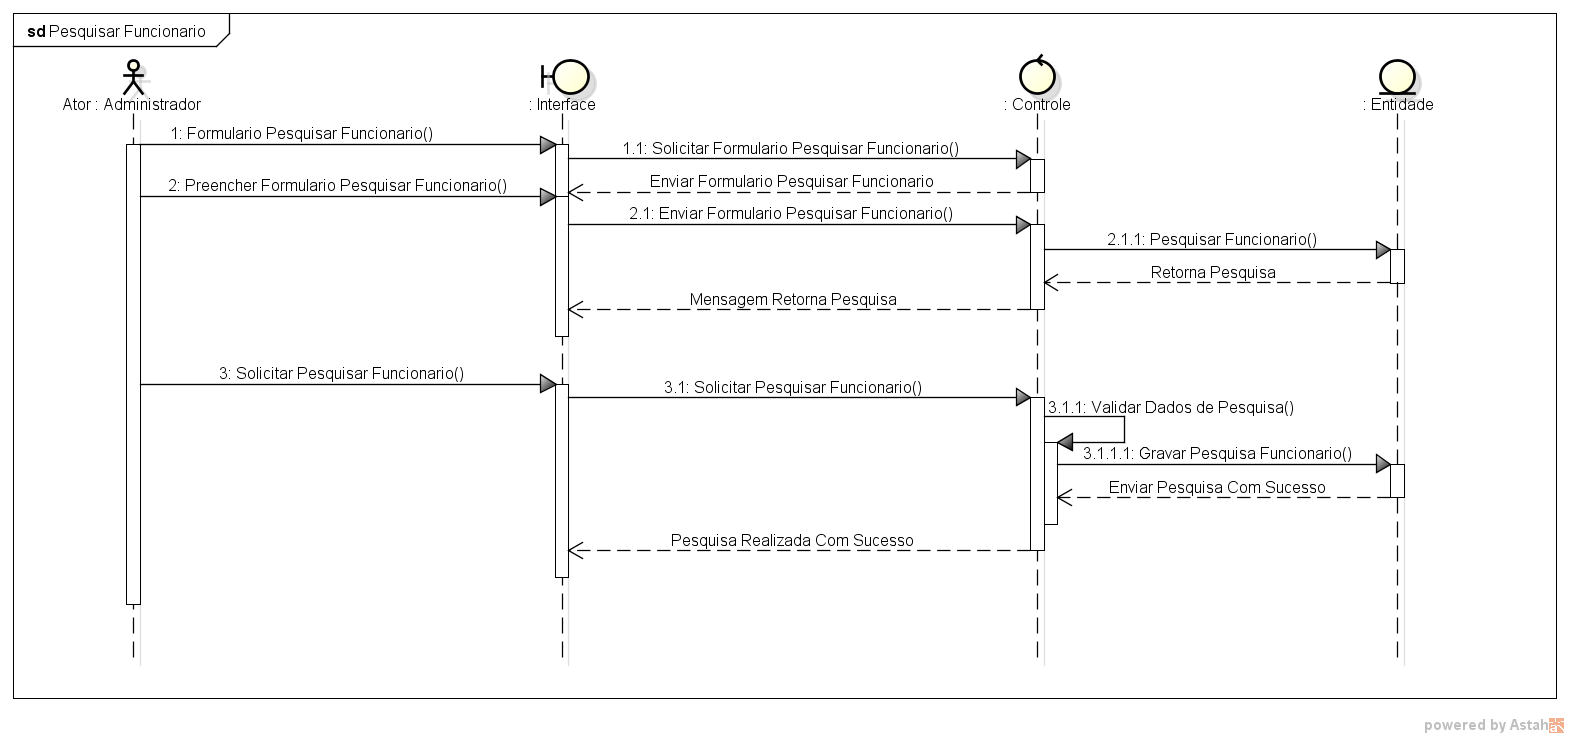 sd Pesquisar Funcionario
Ator : Administrador
: Interface
: Controle
: Entidade
1: Formulario Pesquisar Funcionario()
1.1: Solicitar Formulario Pesquisar Funcionario()
Enviar Formulario Pesquisar Funcionario
2: Preencher Formulario Pesquisar Funcionario()
2.1: Enviar Formulario Pesquisar Funcionario()
2.1.1: Pesquisar Funcionario()
Retorna Pesquisa
Mensagem Retorna Pesquisa
3: Solicitar Pesquisar Funcionario()
3.1: Solicitar Pesquisar Funcionario()
3.1.1: Validar Dados de Pesquisa()
3.1.1.1: Gravar Pesquisa Funcionario()
Enviar Pesquisa Com Sucesso
Pesquisa Realizada Com Sucesso
powered by Astah